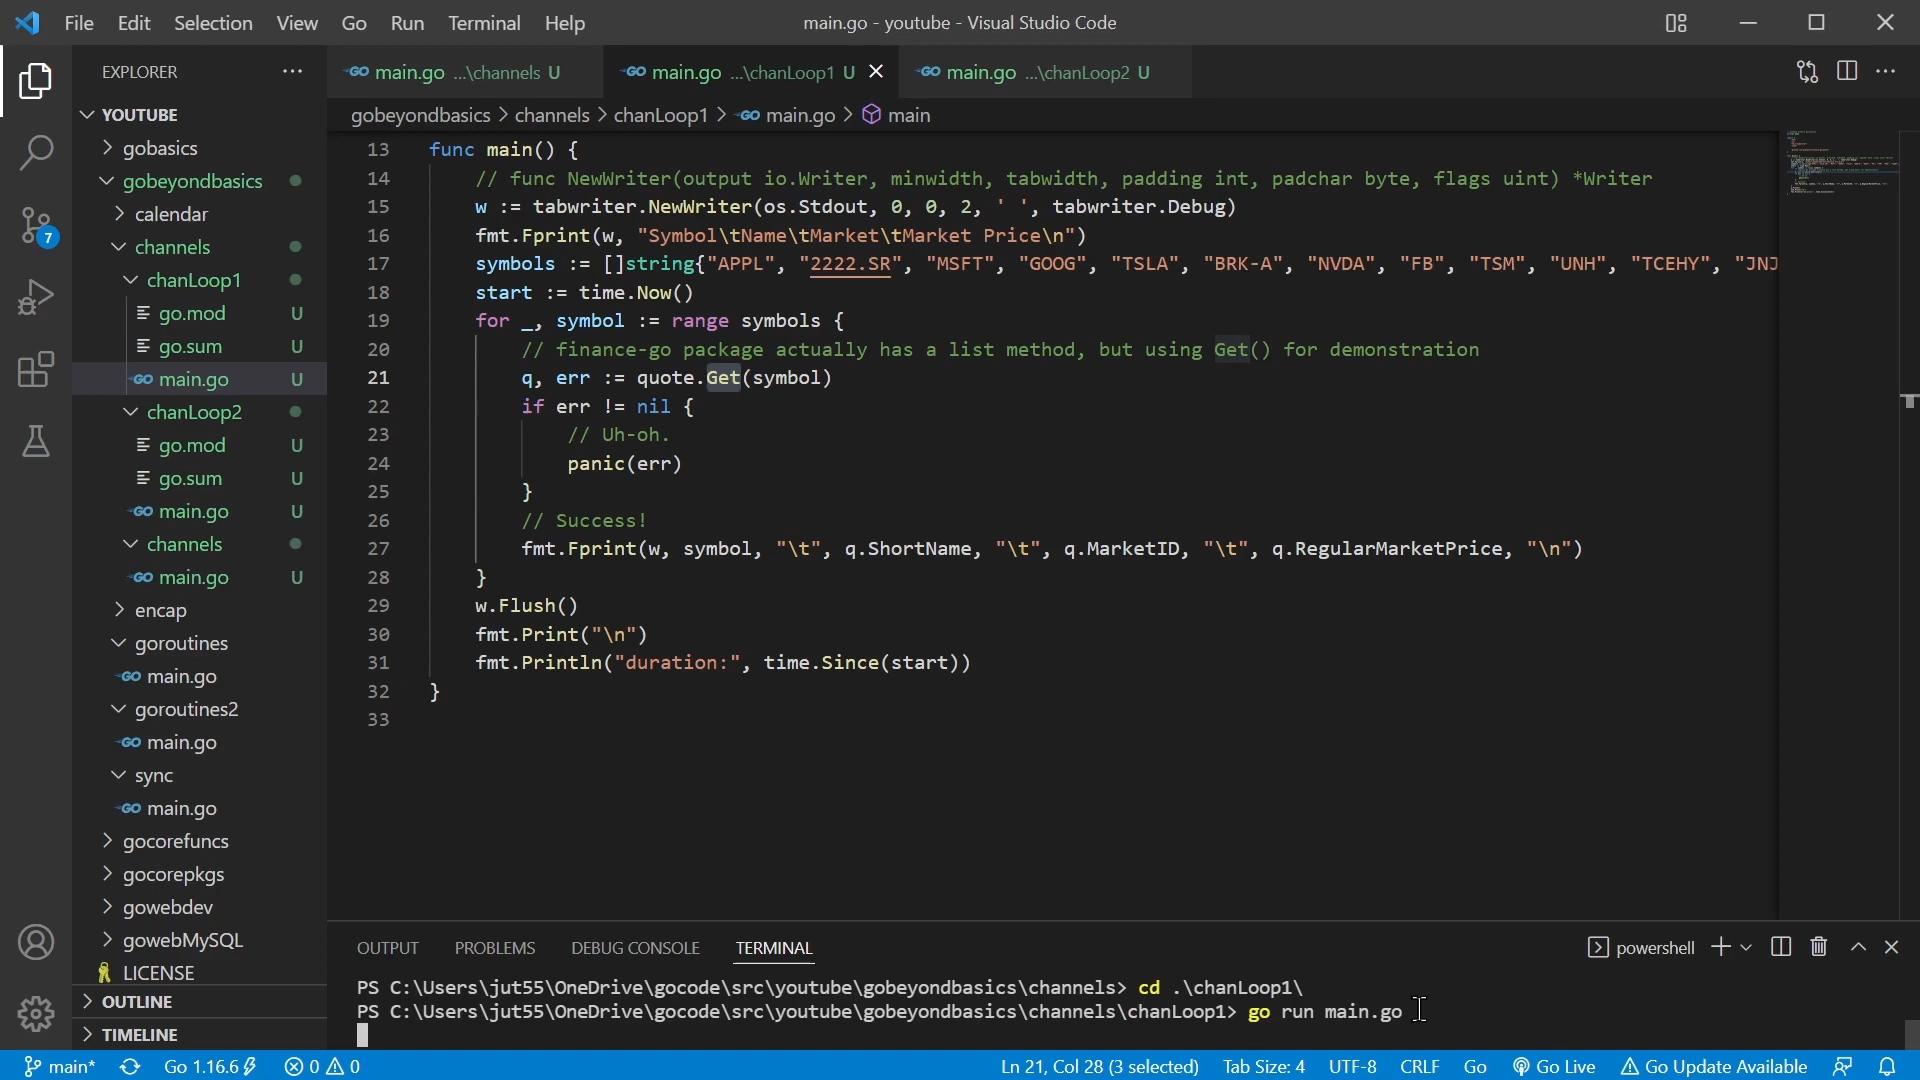 File Edit Selection View Go Run Terminal Help
main.go - youtube - Visual Studio Code
EXPLORER
YOUTUBE
gobasics
gobeyondbasics
calendar
channels
chanLoop1
go.mod U
go.sum U
main.go U
chanLoop2
go.mod U
go.sum U
main.go U
channels
main.go U
encap
goroutines
main.go
goroutines2
main.go
sync
main.go
gocorefuncs
gocorepkgs
gowebdev
gowebMySQL
LICENSE
OUTLINE
TIMELINE
7
main.go ...\channels U
main.go ...\chanLoop1 U
main.go ...\chanLoop2 U
gobeyondbasics > channels > chanLoop1 > main.go > main
13 func main() {
14 // func NewWriter(output io.Writer, minwidth, tabwidth, padding int, padchar byte, flags uint) *Writer
15 w := tabwriter.NewWriter(os.Stdout, 0, 0, 2, ' ', tabwriter.Debug)
16 fmt.Fprint(w, "Symbol\tName\tMarket\tMarket Price\n")
17 symbols := []string{"APPL", "2222.SR", "MSFT", "GOOG", "TSLA", "BRK-A", "NVDA", "FB", "TSM", "UNH", "TCEHY", "JNJ
18 start := time.Now()
19 for _, symbol := range symbols {
20 // finance-go package actually has a list method, but using Get() for demonstration
21 q, err := quote.Get(symbol)
22 if err != nil {
23 // Uh-oh.
24 panic(err)
25 }
26 // Success!
27 fmt.Fprint(w, symbol, "\t", q.ShortName, "\t", q.MarketID, "\t", q.RegularMarketPrice, "\n")
28 }
29 w.Flush()
30 fmt.Print("\n")
31 fmt.Println("duration:", time.Since(start))
32 }
33
OUTPUT PROBLEMS DEBUG CONSOLE TERMINAL
powershell
PS C:\Users\jut55\OneDrive\gocode\src\youtube\gobeyondbasics\channels> cd .\chanLoop1\
PS C:\Users\jut55\OneDrive\gocode\src\youtube\gobeyondbasics\channels\chanLoop1> go run main.go
main* Go 1.16.6 0 0 Ln 21, Col 28 (3 selected) Tab Size: 4 UTF-8 CRLF Go Go Live Go Update Available